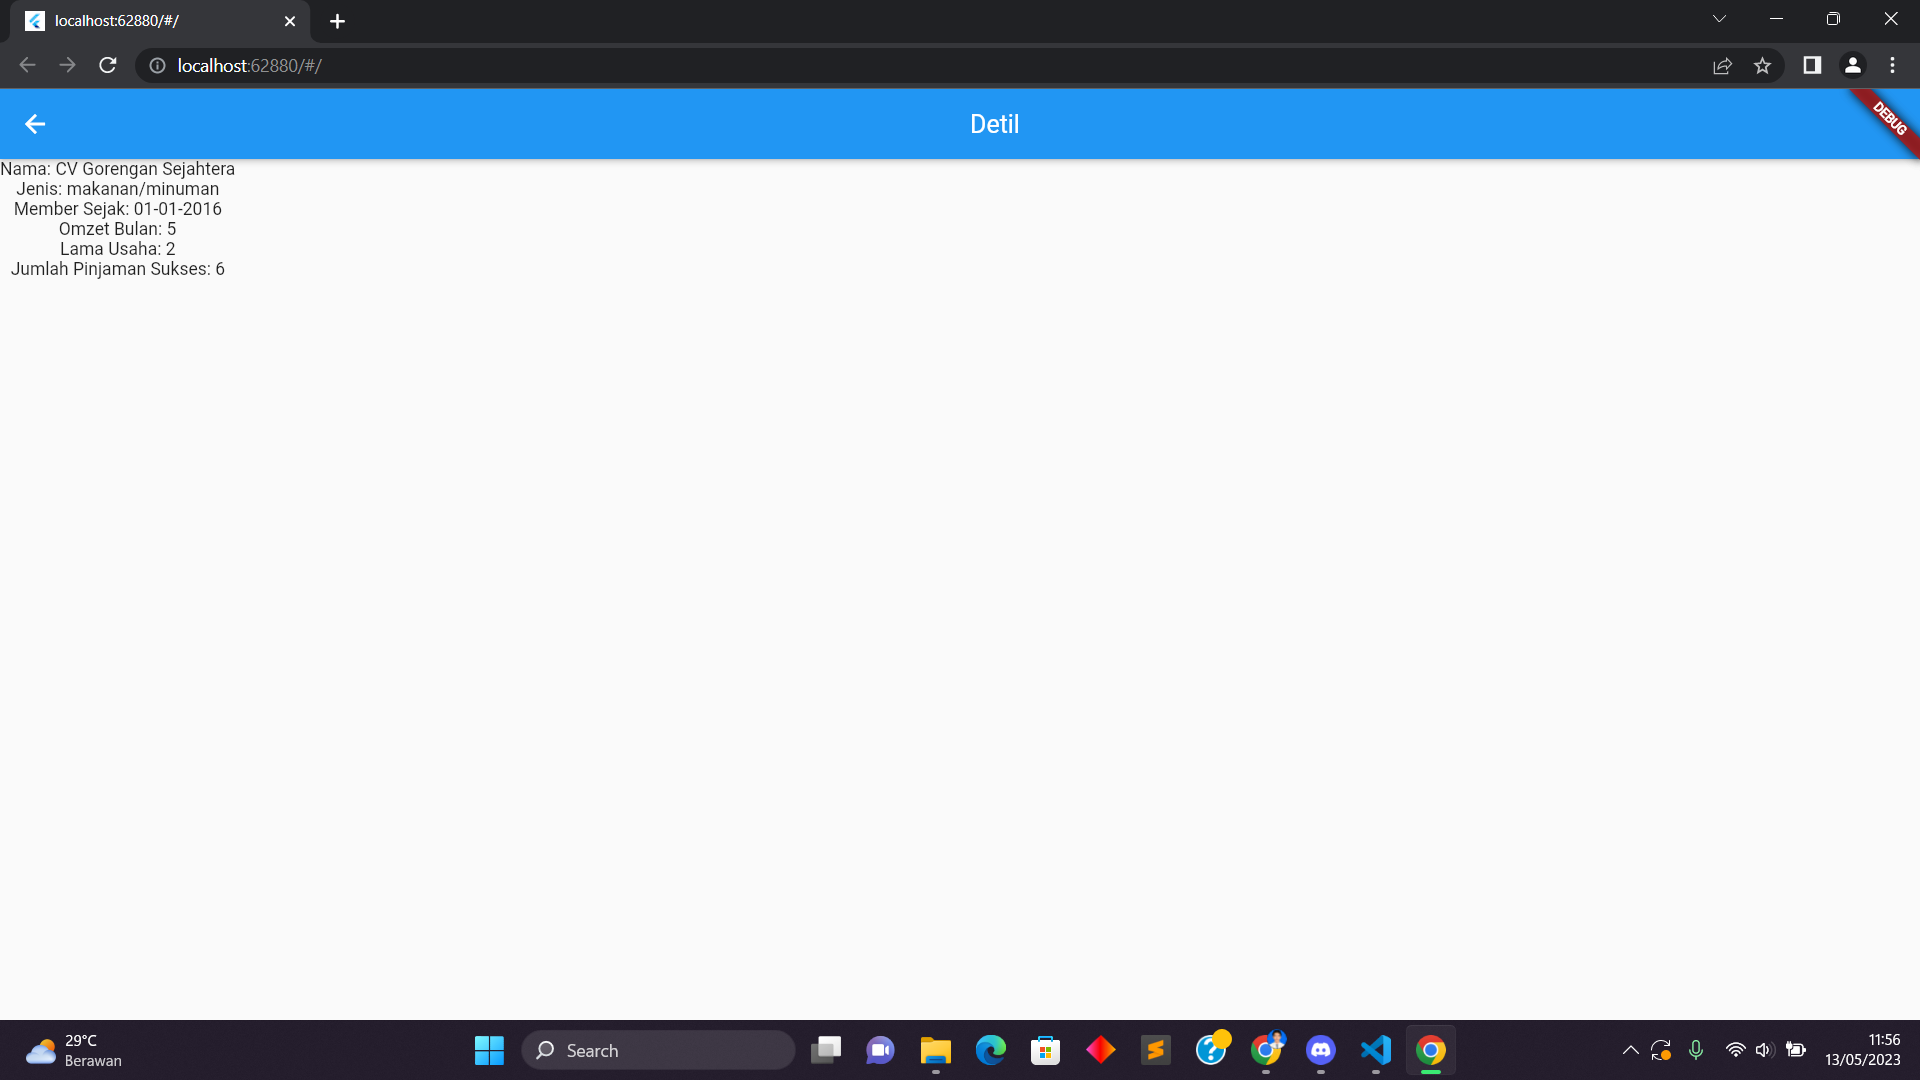 localhost:62880/#/
localhost:62880/#/
Detil
DEBUG
Nama: CV Gorengan Sejahtera
Jenis: makanan/minuman
Member Sejak: 01-01-2016
Omzet Bulan: 5
Lama Usaha: 2
Jumlah Pinjaman Sukses: 6
29°C
Berawan
Search
11:56
13/05/2023